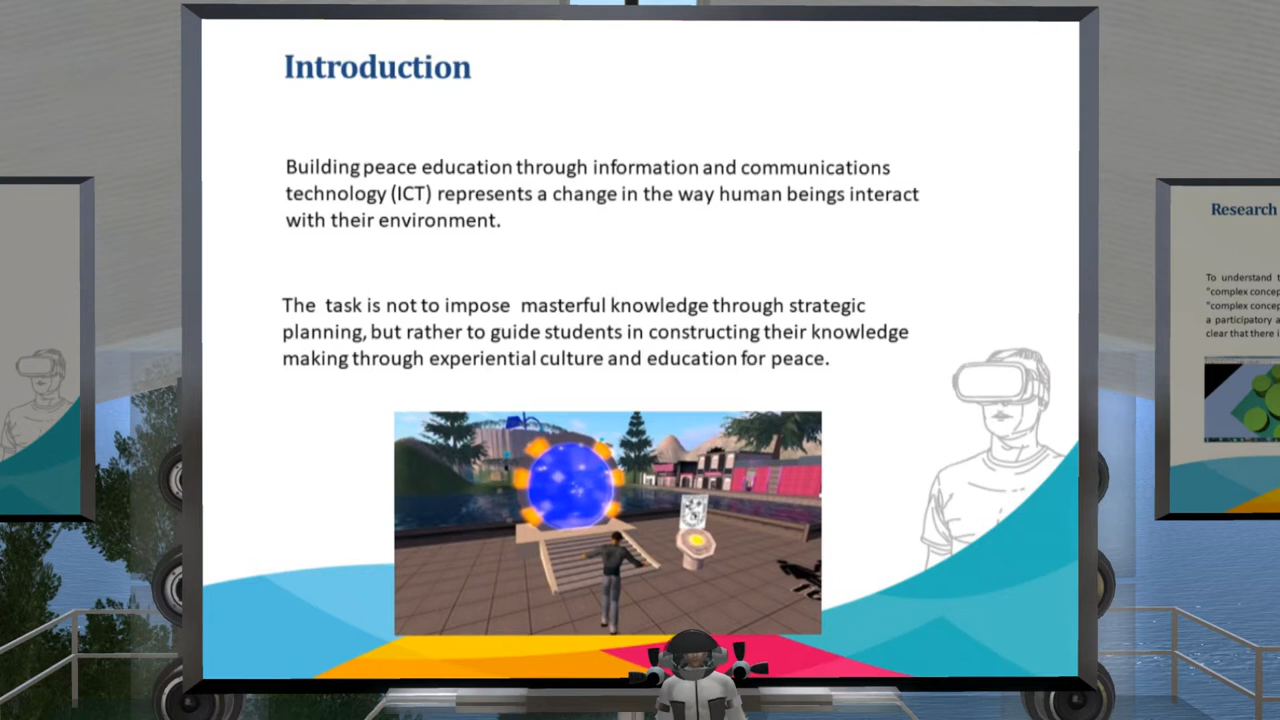 Introduction
Building peace education through information and communications
technology (ICT) represents a change in the way human beings interact
with their environment.
The task is not to impose masterful knowledge through strategic
planning, but rather to guide students in constructing their knowledge
making through experiential culture and education for peace.
Research
To understand
"complex
"complex
a participatory
clear that there